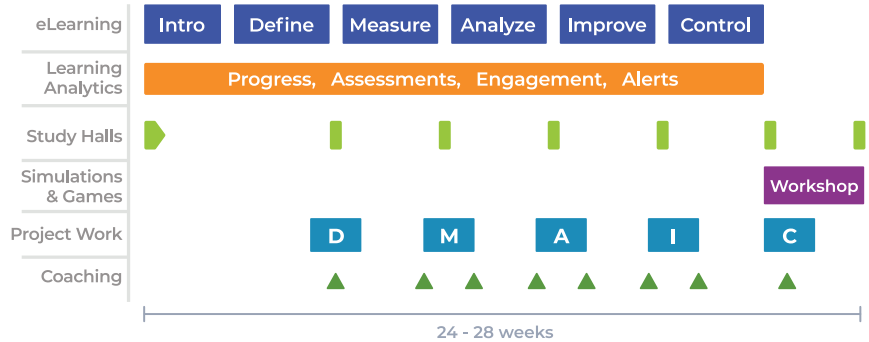 eLearning
Intro
Define
Measure
Analyze
Improve
Control
Learning
Analytics
Progress, Assessments, Engagement, Alerts
Study Halls
Simulations
& Games
Workshop
Project Work
D
M
A
I
C
Coaching
24 - 28 weeks